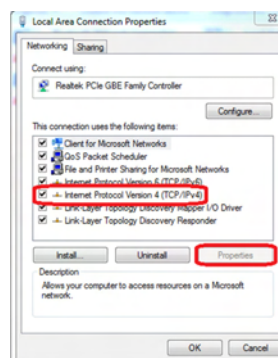 Local Area Connection Properties
Networking Sharing
Connect using:
Realtek PCIe GBE Family Controller
Configure...
This connection uses the following items:
Client for Microsoft Networks
QoS Packet Scheduler
File and Printer Sharing for Microsoft Networks
Internet Protocol Version 6 (TCP/IPv6)
Internet Protocol Version 4 (TCP/IPv4)
Link-Layer Topology Discovery Mapper I/O Driver
Link-Layer Topology Discovery Responder
Install... Uninstall Properties
Description
Allows your computer to access resources on a Microsoft
network.
OK Cancel